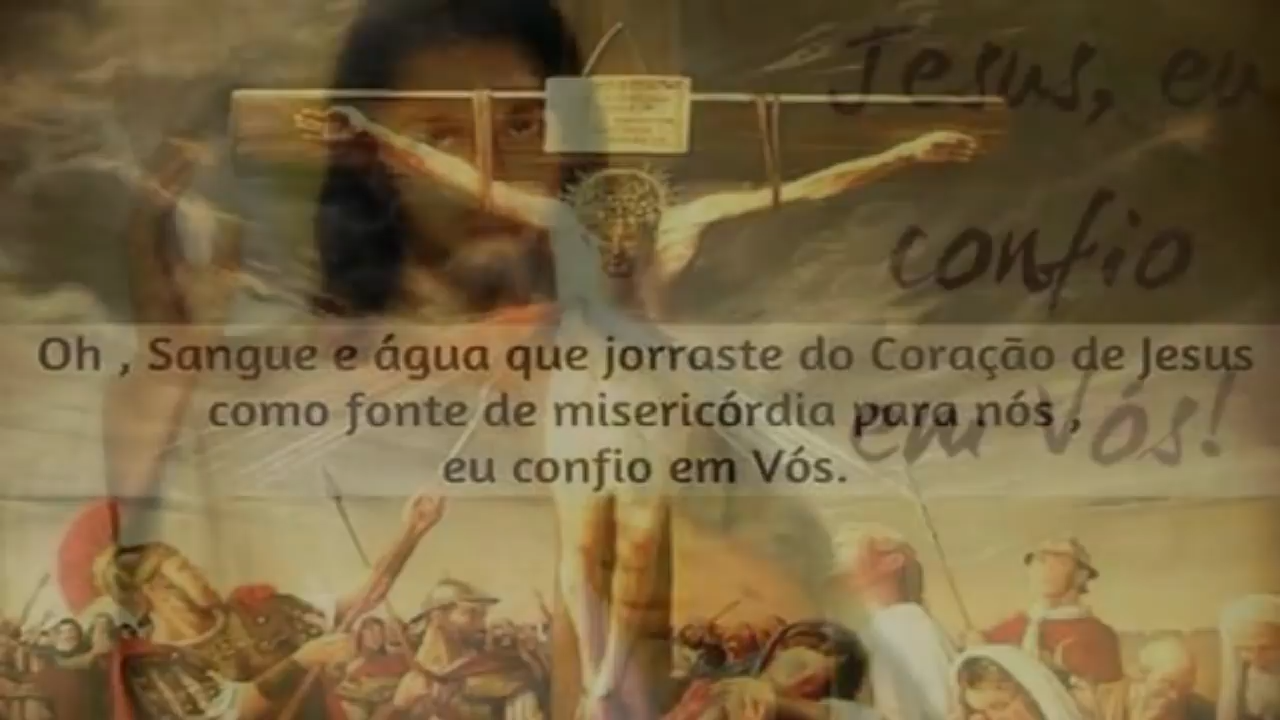 Jesus, eu
confio
em Vós!
Oh , Sangue e água que jorraste do Coração de Jesus
como fonte de misericórdia para nós ,
eu confio em Vós.